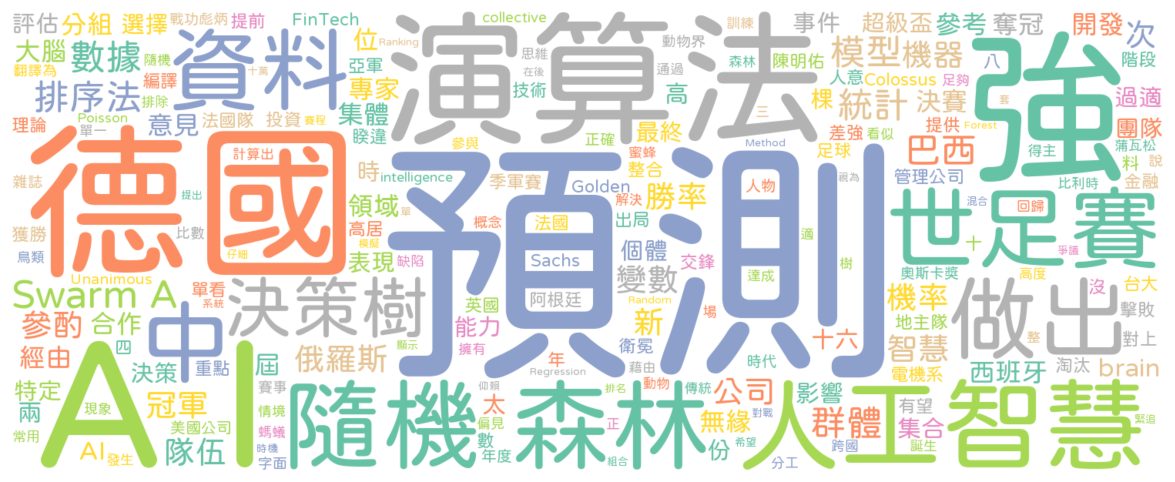 評估 分組 選擇 戰功彪炳 提前 FinTech 演算法 collective 動物界 訓練 事件 超級盃 參考 奪冠 強 開發 次
大腦 數據 翻譯為 隨機 Ranking 資料 位 亞軍 思維 在後 通過 森林 陳明佑 模型 機器 八 階段
排序法 編譯 排除 十萬 專家 技術 高 人意 Colossus 足夠
理論 Poisson 單一 意見 法國隊 投資 賽程 集體 睽違 參與 正確 最終 三 棵 統計 決賽 套 過適
德國 計算出 時 intelligence 蜜蜂 整合 預測 Method 差強 看似 Forest 提供 團隊
雜誌 提出 領域 季軍賽 Golden 解決 勝率 人物 視為 足球 巴西 得主 蒲瓦松 料 說
獲勝 比數 單 高居 概念 法國 出局 管理公司 比利時 金融
鳥類 仔細 模擬 表現 缺陷 Sachs 個體 適 世足賽 混合 回歸 十 爭議
Unanimous 單看 系統 英國 阿根廷 變數 交鋒 達成 樹 奧斯卡獎 高度 沒 台大
Swarm A 中 決策樹 能力 Random 新 場 機率 做出 擊敗
參酌 合作 四 重點 顯示 擁有 衛冕 十六 地主隊 整 對上
經由 AI 決策 屆 俄羅斯 年 藉由 時代 智慧 電機系 西班牙 淘汰 brain
特定 兩 現象 冠軍 賽事 隨機森林 Regression 仰賴 排名 動物 傳統 公司 太 影響 人工智慧 有望
常用 美國公司 AI 發生 隊伍 情境 螞蟻 時機 字面 偏見 數 年度 正 組合 無緣 份 對戰 希望 群體 跨國 分工 集合 誕生 緊追